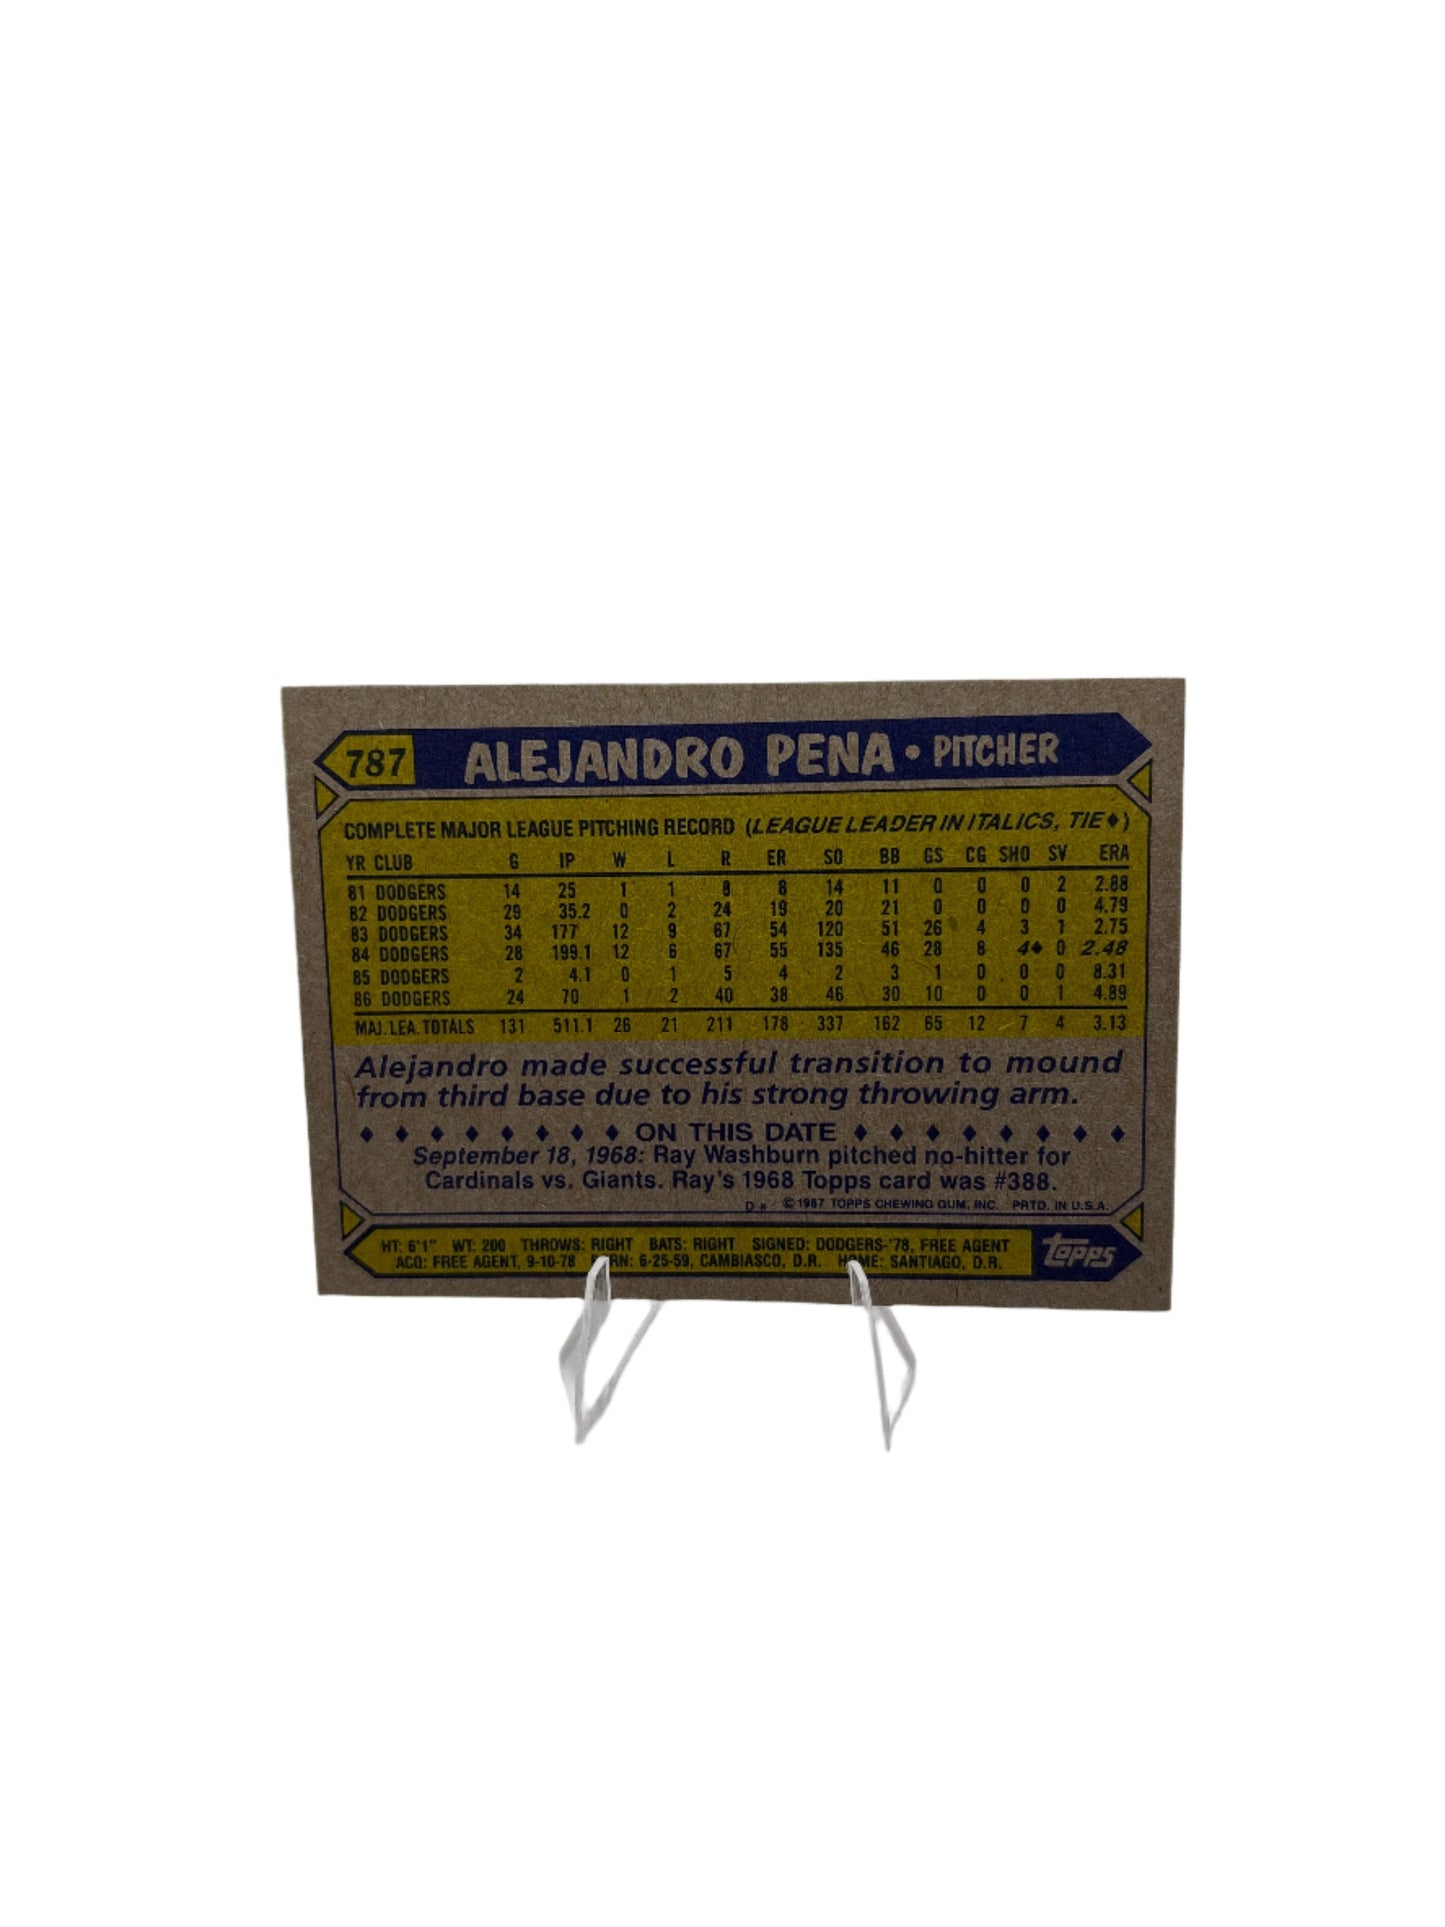 787 ALEJANDRO PENA • PITCHER
COMPLETE MAJOR LEAGUE PITCHING RECORD (LEAGUE LEADER IN ITALICS, TIE♦)
YR CLUB G IP W L R ER SO BB GS CG SHO SV ERA
81 DODGERS 14 25 1 1 8 8 14 11 0 0 0 2 2.88
82 DODGERS 29 35.2 0 2 24 19 20 21 0 0 0 0 4.79
83 DODGERS 34 177 12 9 67 54 120 51 26 4 3 1 2.75
84 DODGERS 28 199.1 12 6 67 55 135 46 28 8 4♦ 0 2.48
85 DODGERS 2 4.1 0 1 5 4 2 3 1 0 0 0 8.31
86 DODGERS 24 70 1 2 40 38 46 30 10 0 0 1 4.89
MAJ. LEA. TOTALS 131 511.1 26 21 211 178 337 162 65 12 7 4 3.13
Alejandro made successful transition to mound
from third base due to his strong throwing arm.
♦ ♦ ♦ ♦ ♦ ♦ ♦ ♦ ON THIS DATE ♦ ♦ ♦ ♦ ♦ ♦ ♦ ♦
September 18, 1968: Ray Washburn pitched no-hitter for
Cardinals vs. Giants. Ray's 1968 Topps card was #388.
D* © 1987 TOPPS CHEWING GUM, INC. PRTD. IN U.S.A.
HT: 6'1" WT: 200 THROWS: RIGHT BATS: RIGHT SIGNED: DODGERS-'78, FREE AGENT
ACQ: FREE AGENT, 9-10-78 RN: 6-25-59, CAMBIASCO, D.R. HOME: SANTIAGO, D.R.
topps